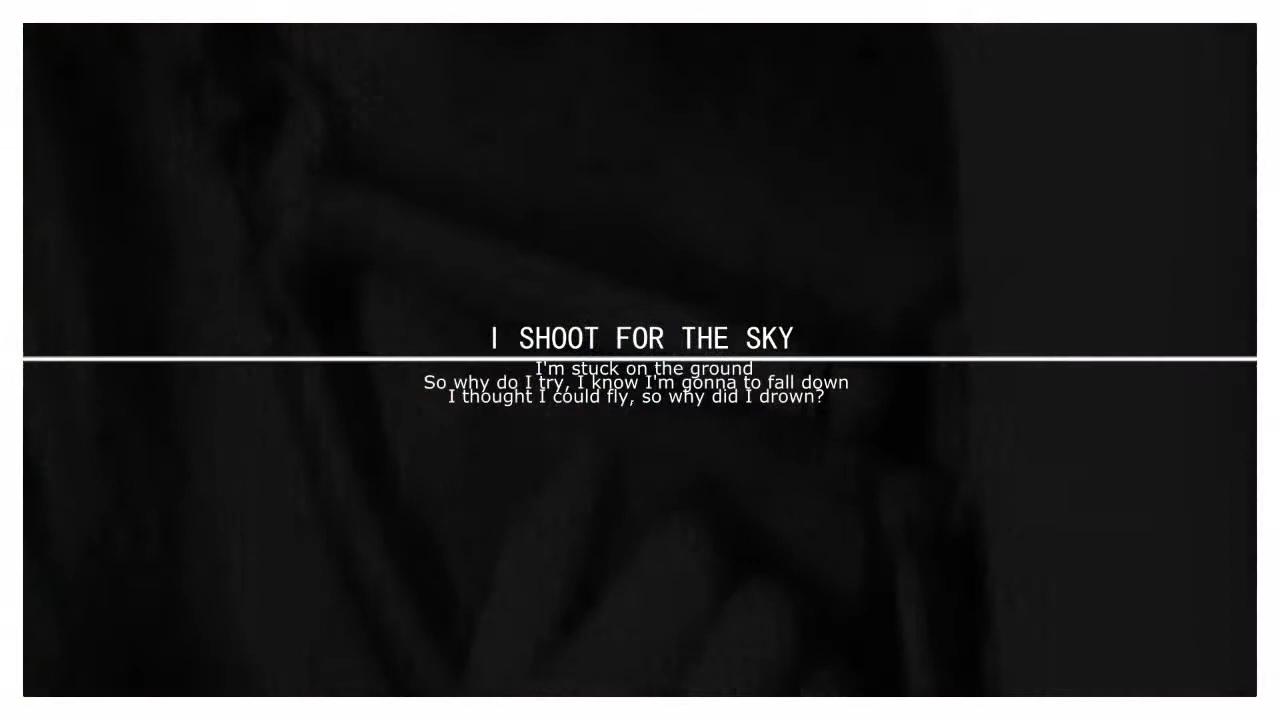 I SHOOT FOR THE SKY
I'm stuck on the ground
So why do I try, I know I'm gonna to fall down
I thought I could fly, so why did I drown?